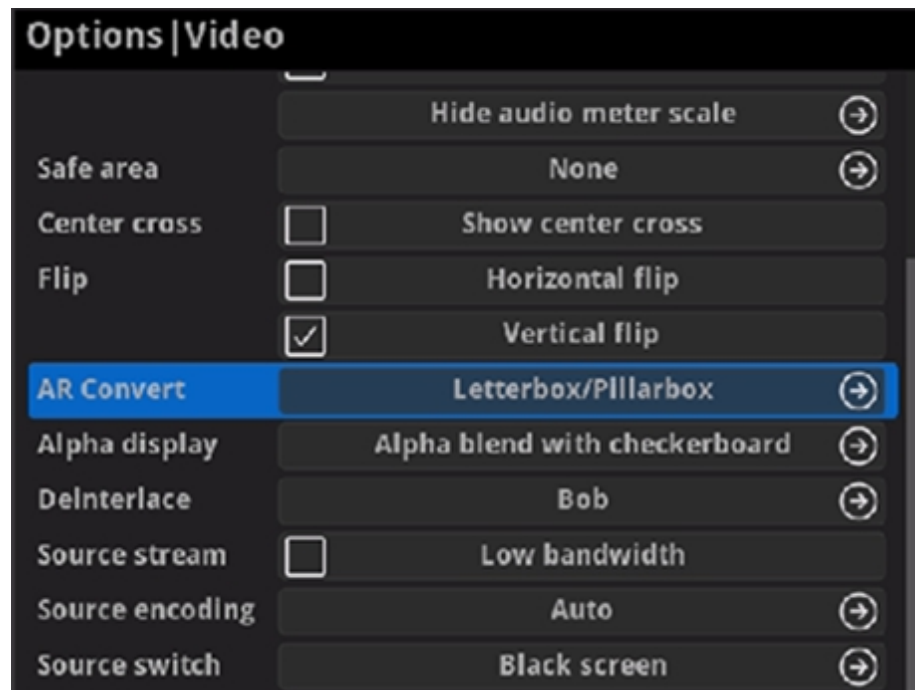 Options|Video
Hide audio meter scale
Safe area None
Center cross Show center cross
Flip Horizontal flip
Vertical flip
AR Convert Letterbox/Pillarbox
Alpha display Alpha blend with checkerboard
DeInterlace Bob
Source stream Low bandwidth
Source encoding Auto
Source switch Black screen